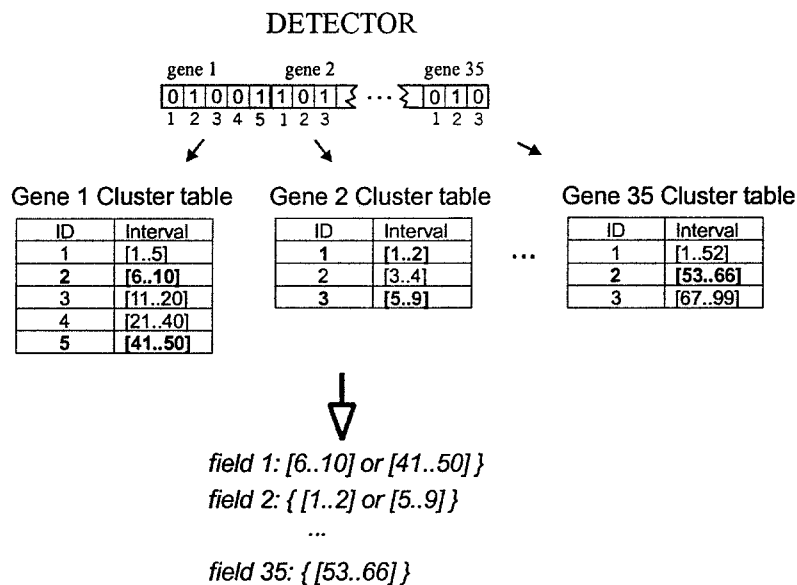 DETECTOR
gene 1 gene 2 gene 35
0 1 0 0 1 1 0 1 ... 0 1 0
1 2 3 4 5 1 2 3 1 2 3
Gene 1 Cluster table
ID Interval
1 [1..5]
2 [6..10]
3 [11..20]
4 [21..40]
5 [41..50]
Gene 2 Cluster table
ID Interval
1 [1..2]
2 [3..4]
3 [5..9]
...
Gene 35 Cluster table
ID Interval
1 [1..52]
2 [53..66]
3 [67..99]
field 1: [6..10] or [41..50] }
field 2: { [1..2] or [5..9] }
...
field 35: { [53..66] }